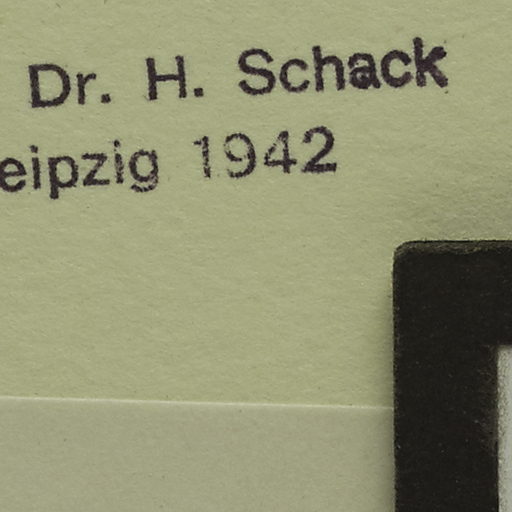 Dr. H. Schack
eipzig 1942